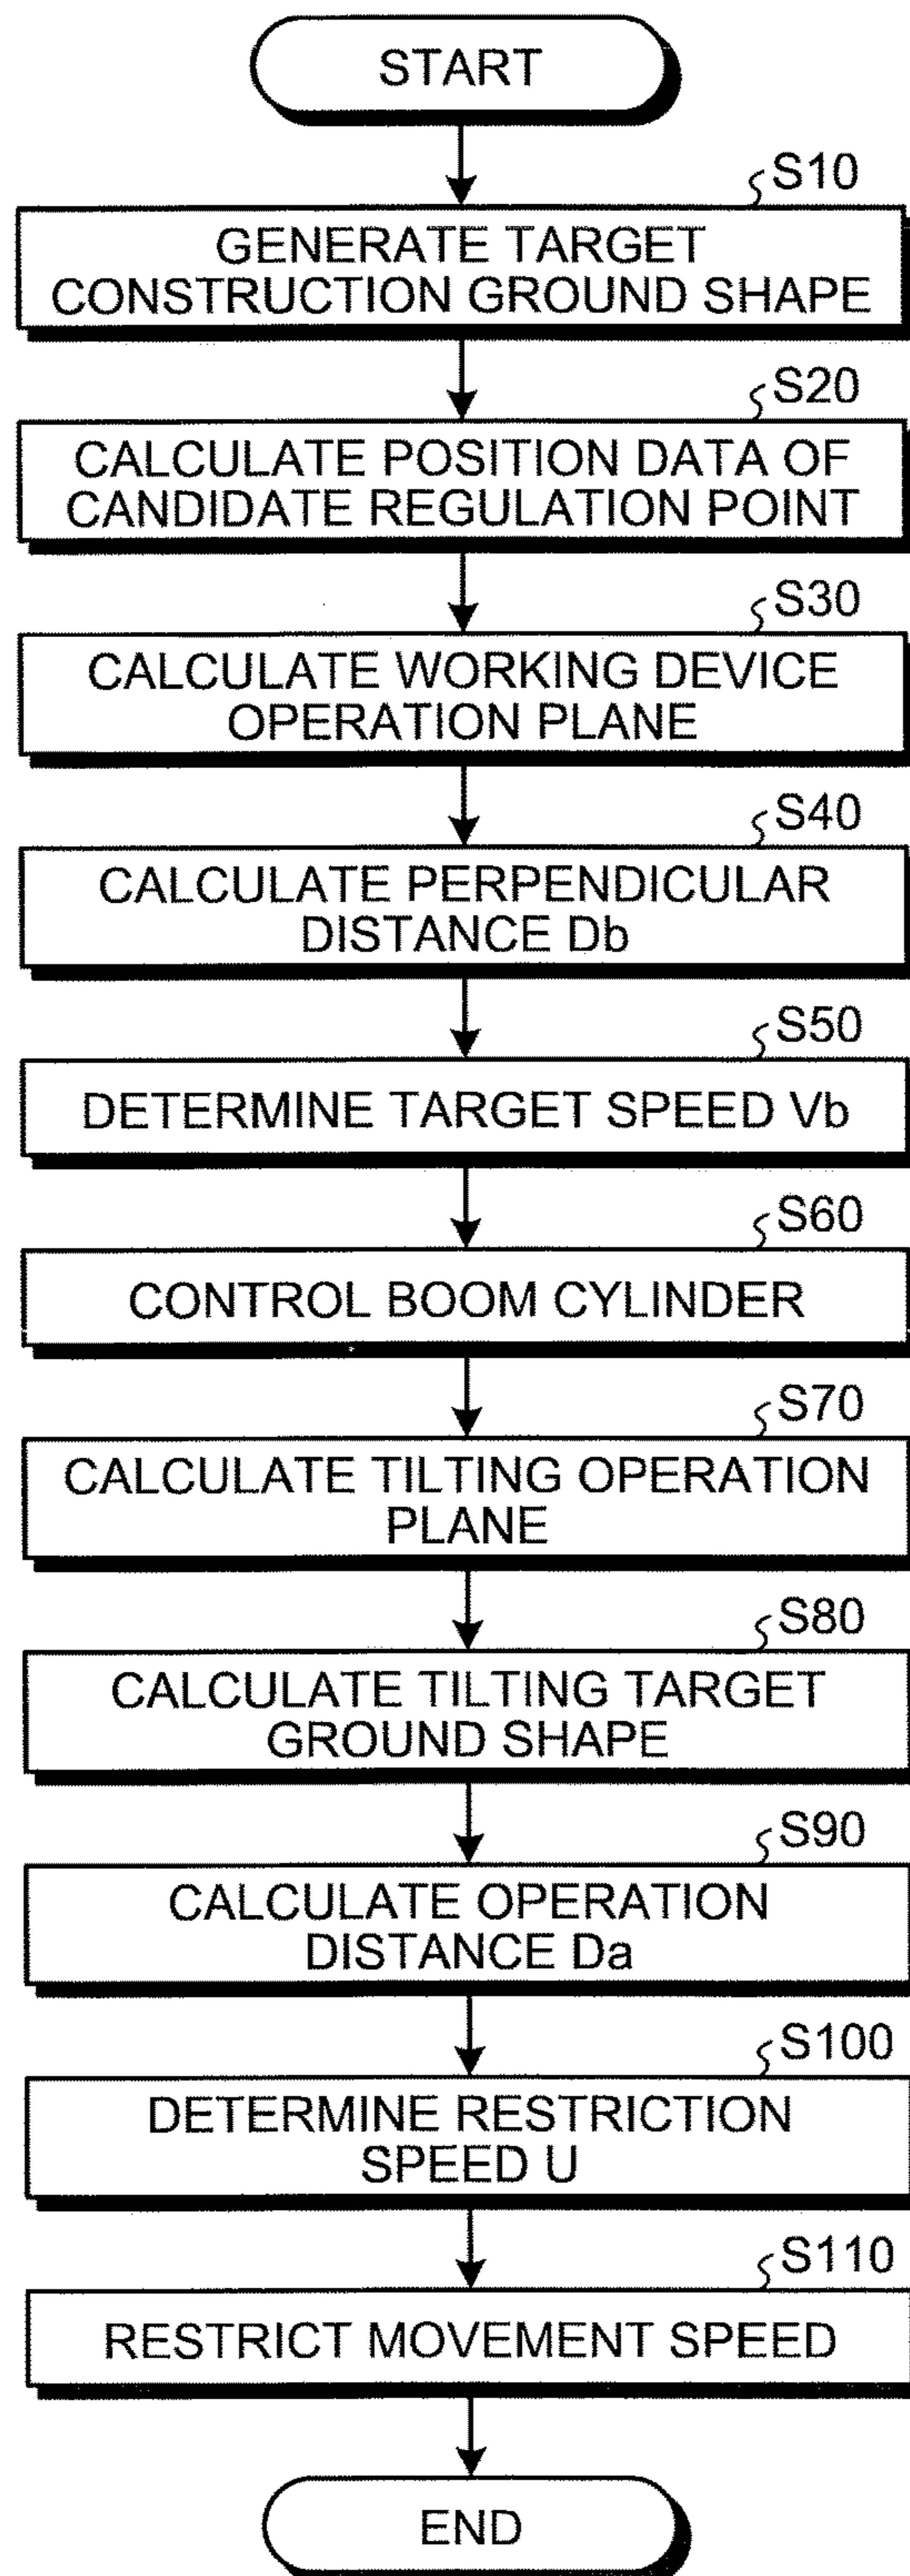 START
S10
GENERATE TARGET
CONSTRUCTION GROUND SHAPE
S20
CALCULATE POSITION DATA OF
CANDIDATE REGULATION POINT
S30
CALCULATE WORKING DEVICE
OPERATION PLANE
S40
CALCULATE PERPENDICULAR
DISTANCE Db
S50
DETERMINE TARGET SPEED Vb
S60
CONTROL BOOM CYLINDER
S70
CALCULATE TILTING OPERATION
PLANE
S80
CALCULATE TILTING TARGET
GROUND SHAPE
S90
CALCULATE OPERATION
DISTANCE Da
S100
DETERMINE RESTRICTION
SPEED U
S110
RESTRICT MOVEMENT SPEED
END